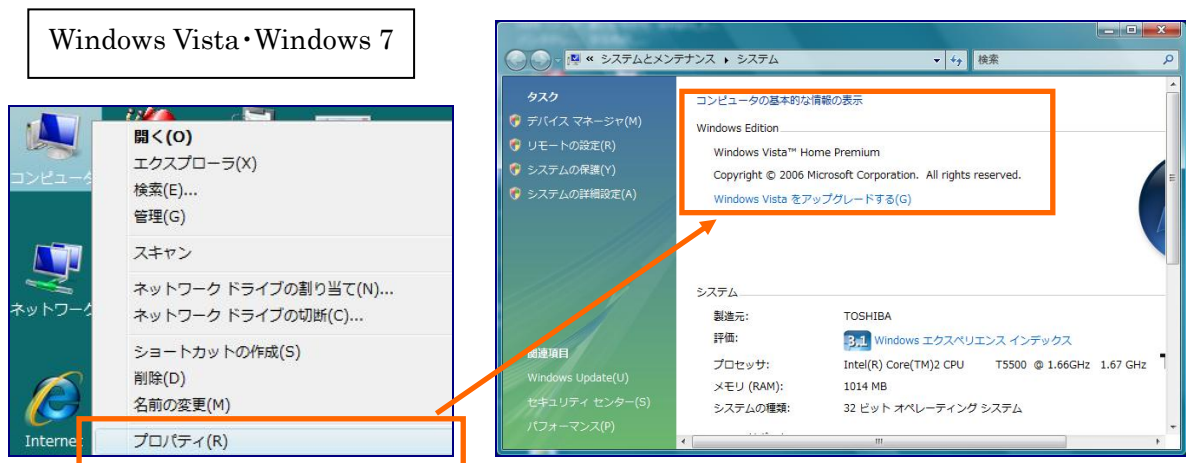 Windows Vista・Windows 7
コンピュータ
ネットワーク
Internet
開く(O)
エクスプローラ(X)
検索(E)...
管理(G)
スキャン
ネットワーク ドライブの割り当て(N)...
ネットワーク ドライブの切断(C)...
ショートカットの作成(S)
削除(D)
名前の変更(M)
プロパティ(R)
« システムとメンテナンス ▸ システム
検索
タスク
デバイス マネージャ(M)
リモートの設定(R)
システムの保護(Y)
システムの詳細設定(A)
関連項目
Windows Update(U)
セキュリティ センター(S)
パフォーマンス(P)
コンピュータの基本的な情報の表示
Windows Edition
Windows Vista™ Home Premium
Copyright © 2006 Microsoft Corporation. All rights reserved.
Windows Vista をアップグレードする(G)
システム
製造元: TOSHIBA
評価: 3.1 Windows エクスペリエンス インデックス
プロセッサ: Intel(R) Core(TM)2 CPU T5500 @ 1.66GHz 1.67 GHz
メモリ (RAM): 1014 MB
システムの種類: 32 ビット オペレーティング システム